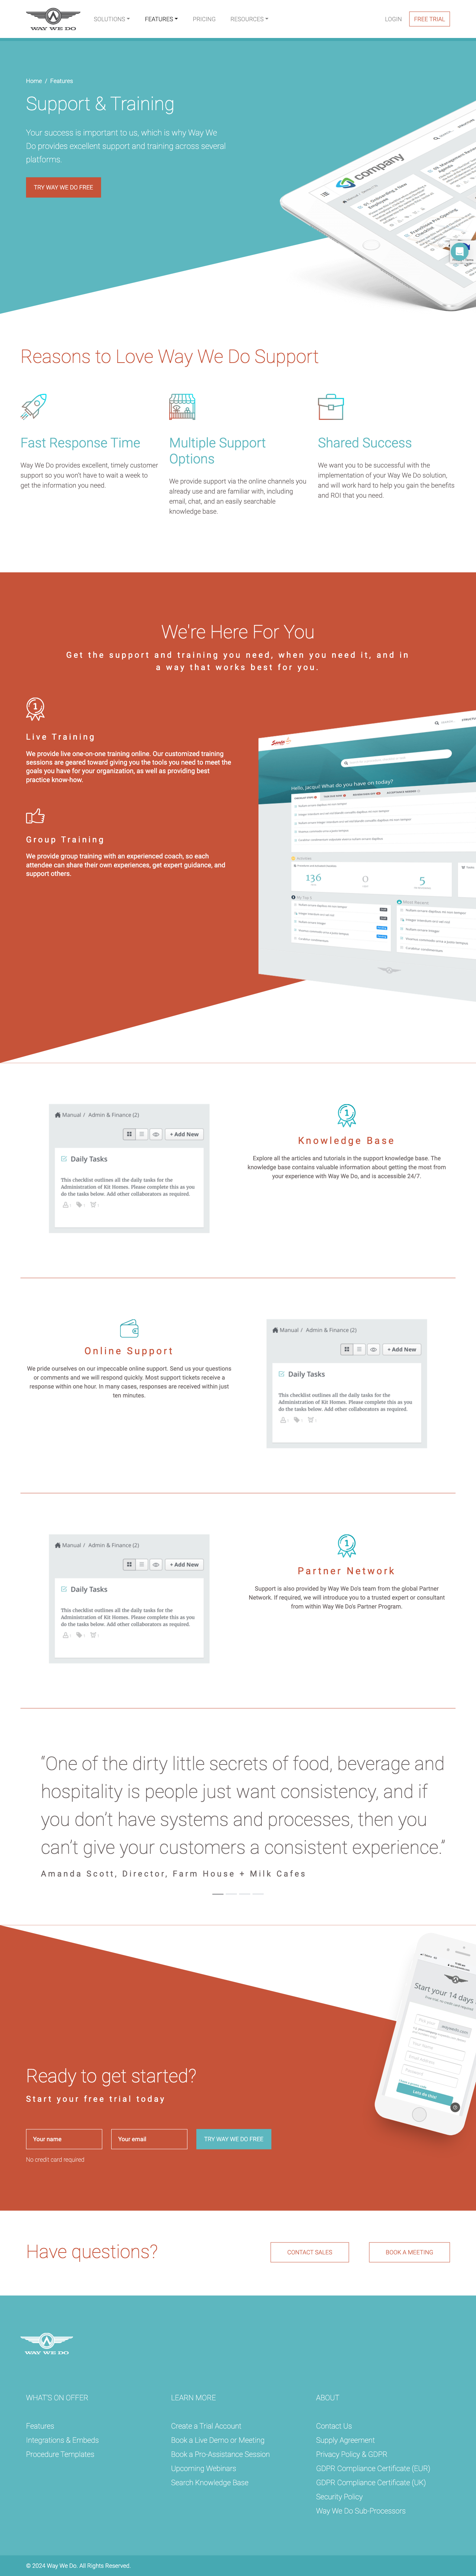 WAY WE DO
SOLUTIONS
FEATURES
PRICING
RESOURCES
LOGIN
FREE TRIAL
Home / Features
Support & Training
Your success is important to us, which is why Way We
Do provides excellent support and training across several
platforms.
TRY WAY WE DO FREE
company
Reasons to Love Way We Do Support
Fast Response Time
Way We Do provides excellent, timely customer
support so you won't have to wait a week to
get the information you need.
Multiple Support
Options
We provide support via the online channels you
already use and are familiar with, including
email, chat, and an easily searchable
knowledge base.
Shared Success
We want you to be successful with the
implementation of your Way We Do solution,
and will work hard to help you gain the benefits
and ROI that you need.
We're Here For You
Get the support and training you need, when you need it, and in
a way that works best for you.
1
Live Training
We provide live one-on-one training online. Our customized training
sessions are geared toward giving you the tools you need to meet the
goals you have for your organization, as well as providing best
practice know-how.
Group Training
We provide group training with an experienced coach, so each
attendee can share their own experiences, get expert guidance, and
support others.
Hello, Jacqui! What do you have on today?
136
0
5
Manual / Admin & Finance (2)
+ Add New
Daily Tasks
This checklist outlines all the daily tasks for the
Administration of Kit Homes. Please complete this as you
do the tasks below. Add other collaborators as required.
1
Knowledge Base
Explore all the articles and tutorials in the support knowledge base. The
knowledge base contains valuable information about getting the most from
your experience with Way We Do, and is accessible 24/7.
Online Support
We pride ourselves on our impeccable online support. Send us your questions
or comments and we will respond quickly. Most support tickets receive a
response within one hour. In many cases, responses are received within just
ten minutes.
Manual / Admin & Finance (2)
+ Add New
Daily Tasks
This checklist outlines all the daily tasks for the
Administration of Kit Homes. Please complete this as you
do the tasks below. Add other collaborators as required.
Manual / Admin & Finance (2)
+ Add New
Daily Tasks
This checklist outlines all the daily tasks for the
Administration of Kit Homes. Please complete this as you
do the tasks below. Add other collaborators as required.
1
Partner Network
Support is also provided by Way We Do's team from the global Partner
Network. If required, we will introduce you to a trusted expert or consultant
from within Way We Do's Partner Program.
"One of the dirty little secrets of food, beverage and
hospitality is people just want consistency, and if
you don't have systems and processes, then you
can't give your customers a consistent experience."
Amanda Scott, Director, Farm House + Milk Cafes
Start your 14 days
Let's do this!
Ready to get started?
Start your free trial today
Your name
Your email
TRY WAY WE DO FREE
No credit card required
Have questions?
CONTACT SALES
BOOK A MEETING
WAY WE DO
WHAT'S ON OFFER
Features
Integrations & Embeds
Procedure Templates
LEARN MORE
Create a Trial Account
Book a Live Demo or Meeting
Book a Pro-Assistance Session
Upcoming Webinars
Search Knowledge Base
ABOUT
Contact Us
Supply Agreement
Privacy Policy & GDPR
GDPR Compliance Certificate (EUR)
GDPR Compliance Certificate (UK)
Security Policy
Way We Do Sub-Processors
© 2024 Way We Do. All Rights Reserved.